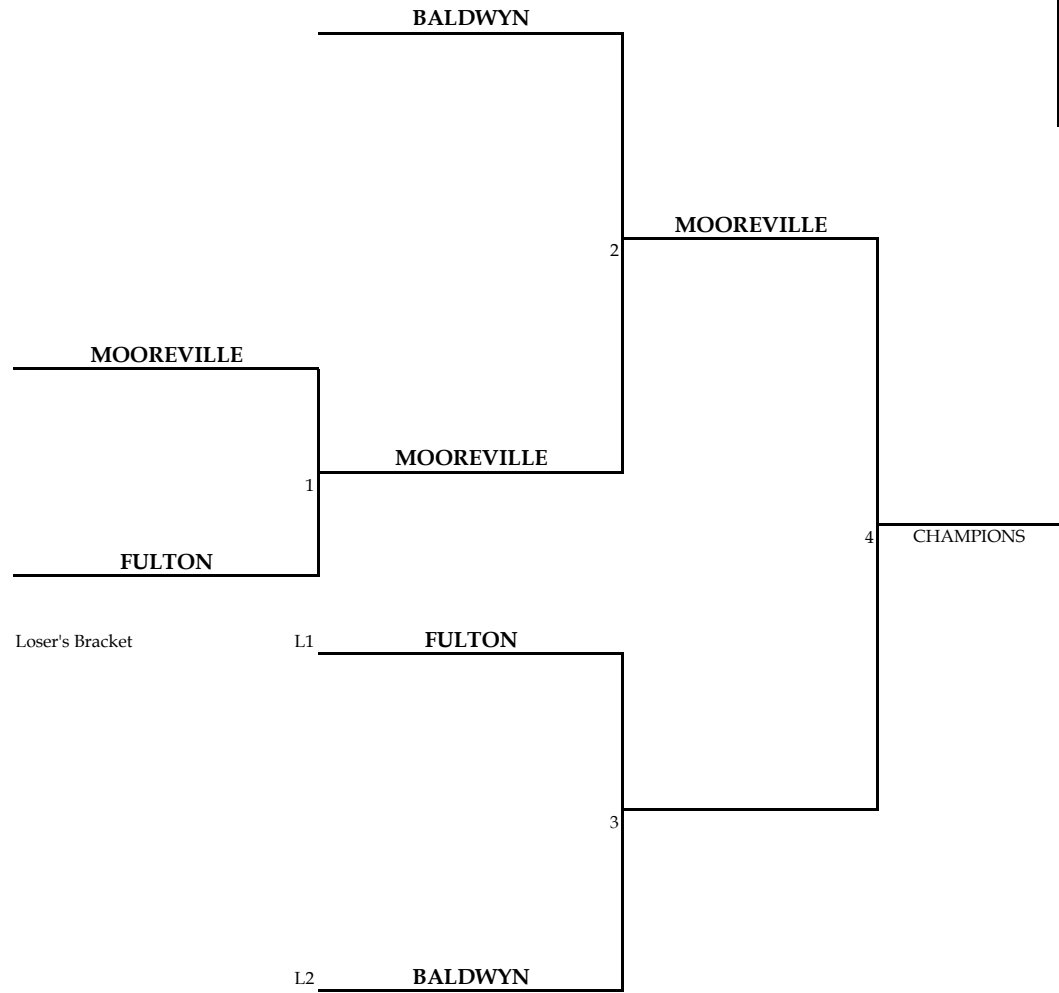 BALDWYN
MOOREVILLE
2
MOOREVILLE
MOOREVILLE
1
CHAMPIONS
4
FULTON
Loser's Bracket
L1
FULTON
3
L2
BALDWYN